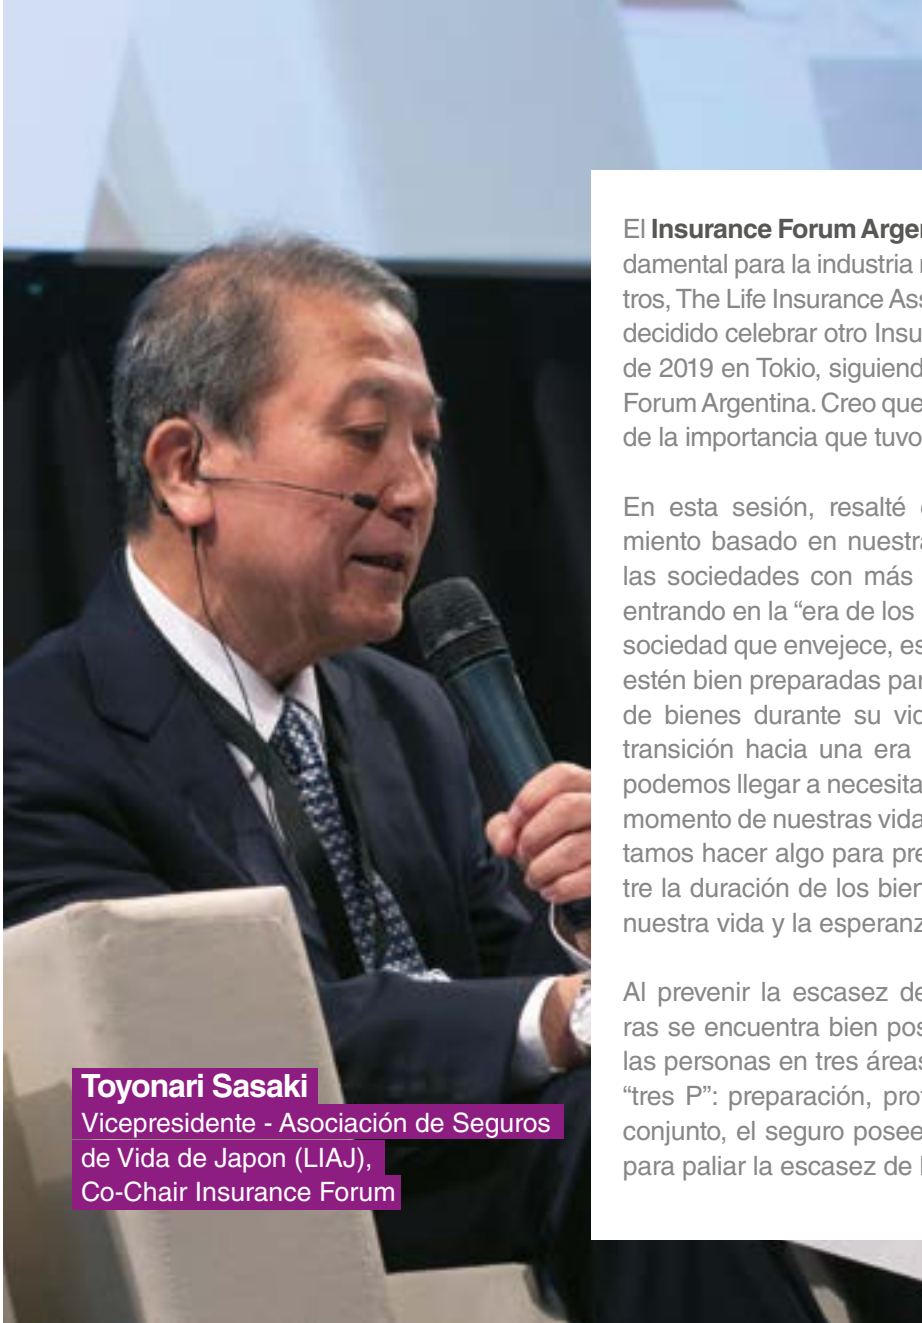 El Insurance Forum Arge
damental para la industria
tros, The Life Insurance Ass
decidido celebrar otro Insu
de 2019 en Tokio, siguiend
Forum Argentina. Creo que
de la importancia que tuvo
En esta sesión, resalté
miento basado en nuestra
las sociedades con más
entrando en la “era de los
sociedad que envejece, es
estén bien preparadas par
de bienes durante su vid
transición hacia una era
podemos llegar a necesita
momento de nuestras vida
tamos hacer algo para pre
tre la duración de los bien
nuestra vida y la esperanz
Al prevenir la escasez de
ras se encuentra bien pos
las personas en tres áreas
“tres P”: preparación, prot
conjunto, el seguro posee
para paliar la escasez de
Toyonari Sasaki
Vicepresidente - Asociación de Seguros
de Vida de Japon (LIAJ),
Co-Chair Insurance Forum